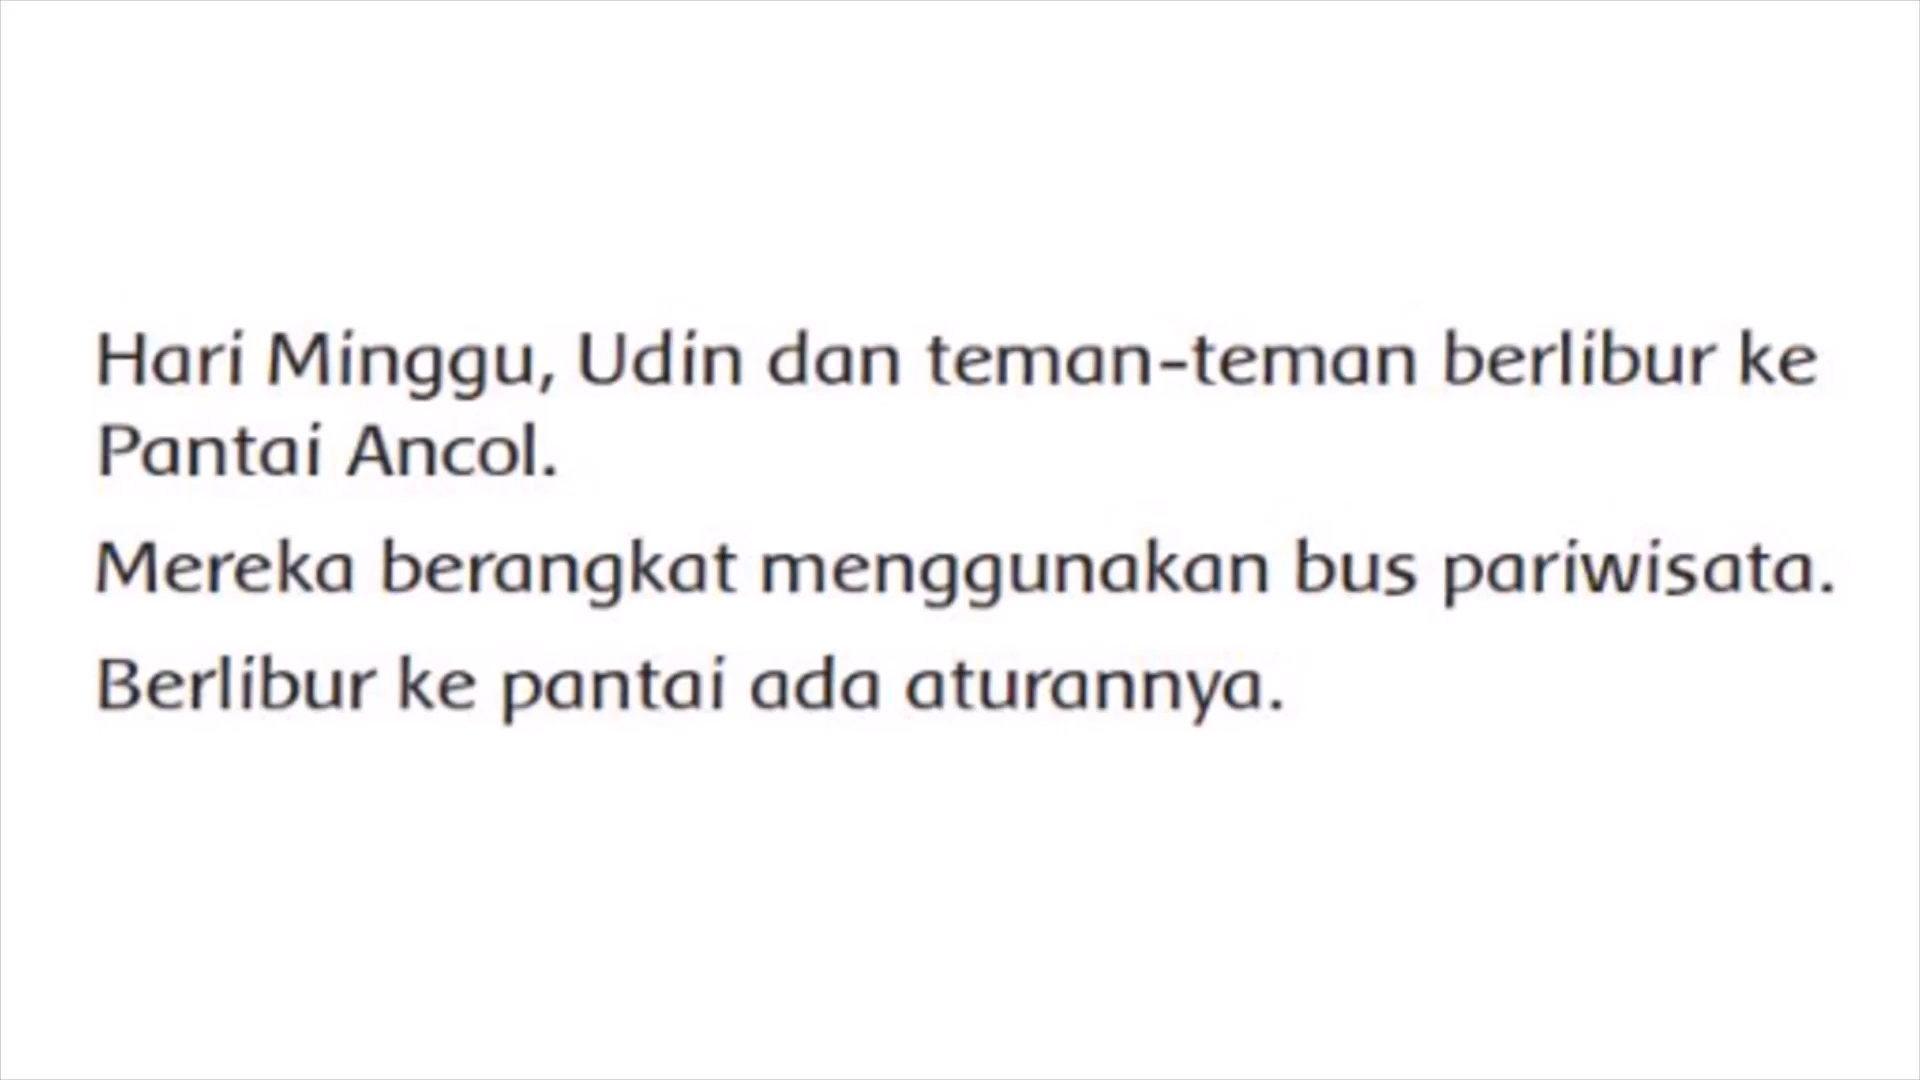 Hari Minggu, Udin dan teman-teman berlibur ke
Pantai Ancol.
Mereka berangkat menggunakan bus pariwisata.
Berlibur ke pantai ada aturannya.